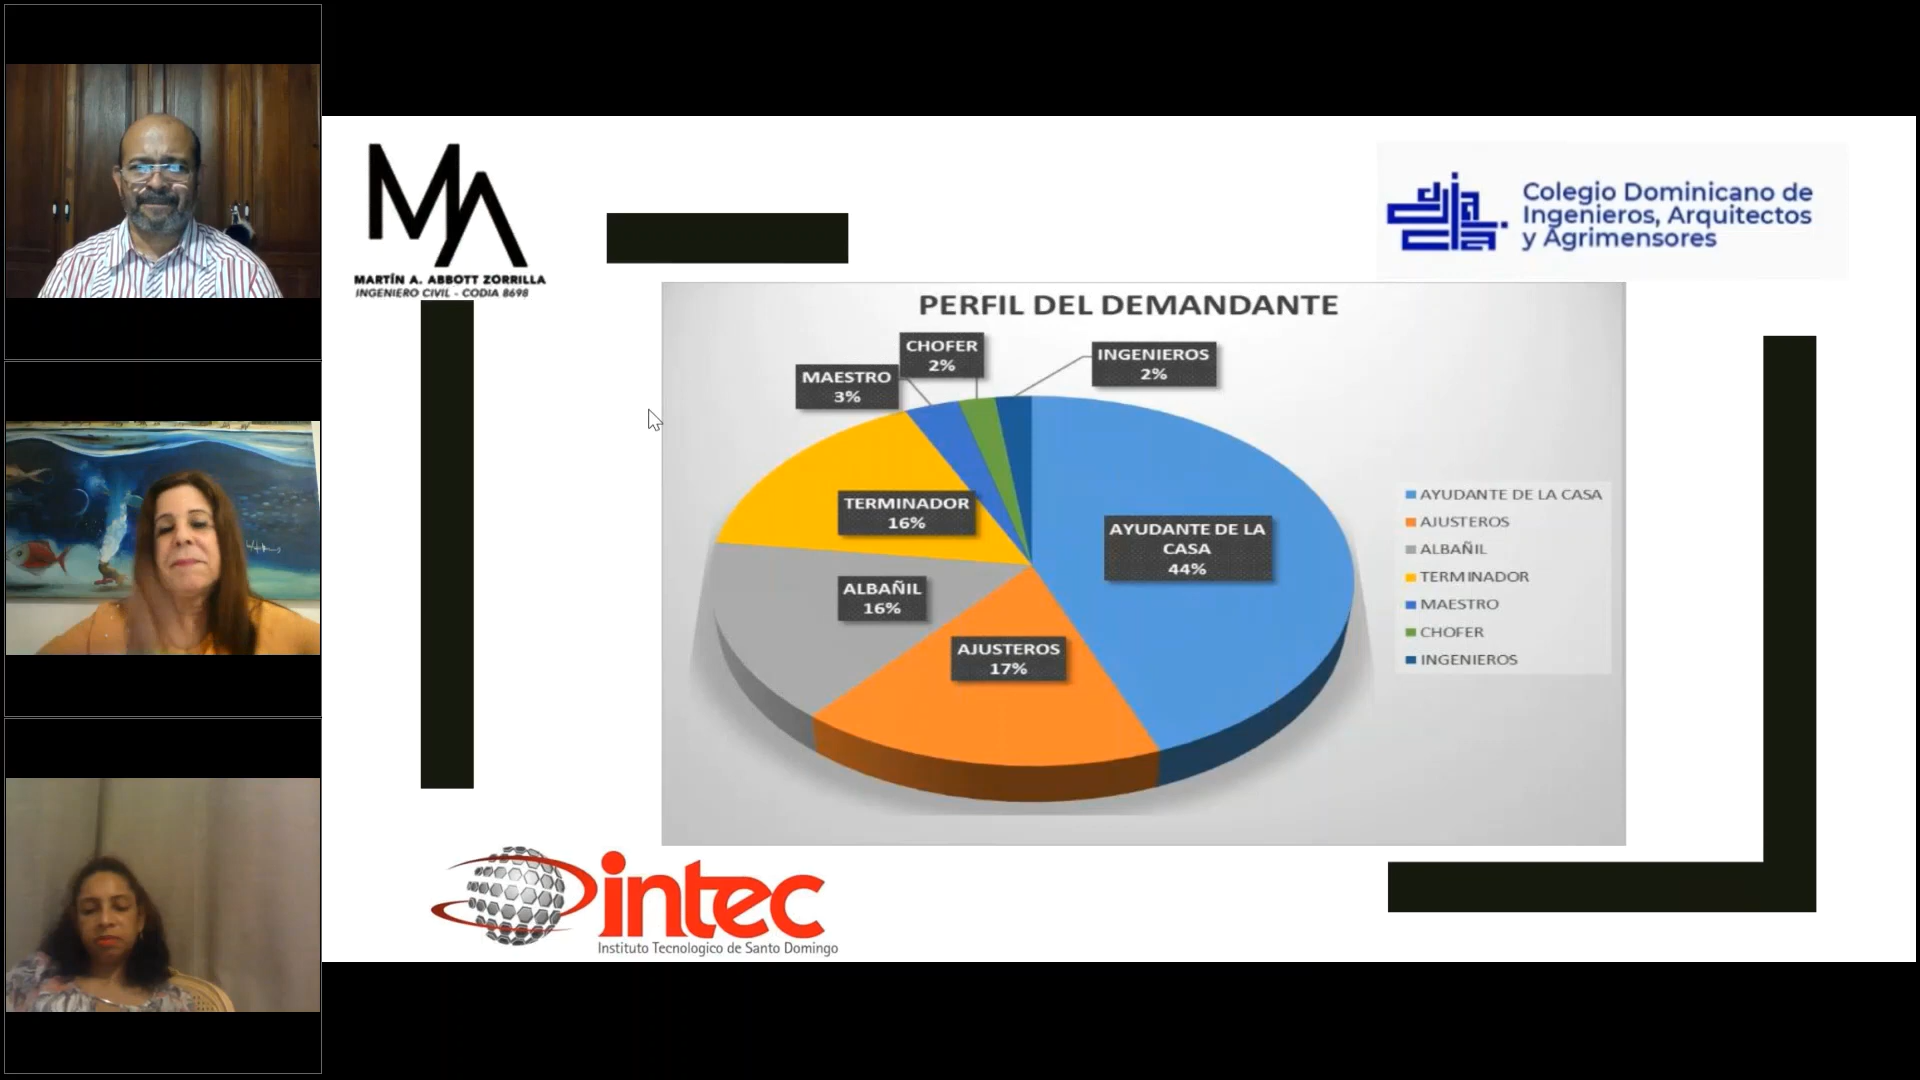 MA
MARTÍN A. ABBOTT ZORRILLA
INGENIERO CIVIL - CODIA 8698
Colegio Dominicano de
Ingenieros, Arquitectos
y Agrimensores
PERFIL DEL DEMANDANTE
CHOFER
2%
INGENIEROS
2%
MAESTRO
3%
TERMINADOR
16%
AYUDANTE DE LA
CASA
44%
ALBAÑIL
16%
AJUSTEROS
17%
AYUDANTE DE LA CASA
AJUSTEROS
ALBAÑIL
TERMINADOR
MAESTRO
CHOFER
INGENIEROS
intec
Instituto Tecnologico de Santo Domingo